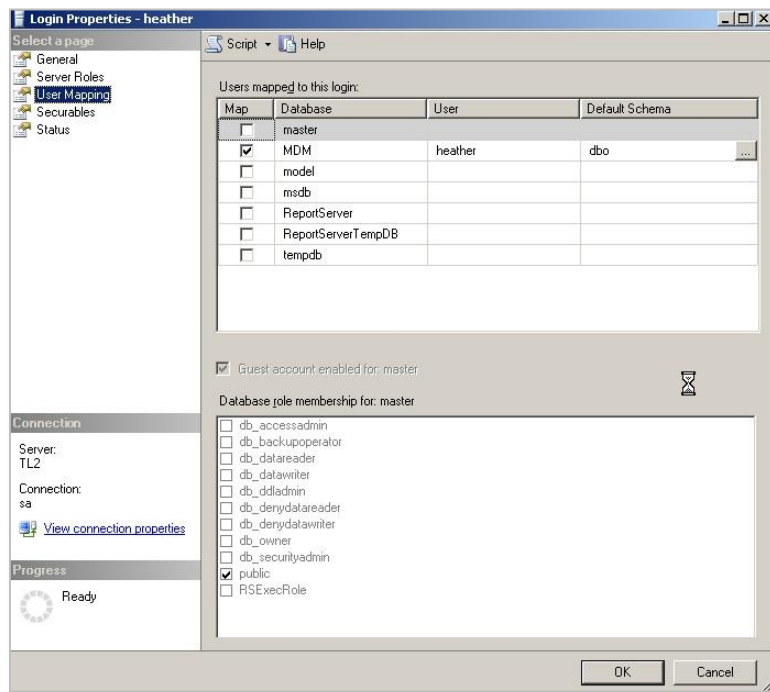 Login Properties - heather
Select a page
General
Server Roles
User Mapping
Securables
Status
Script Help
Users mapped to this login:
Map Database User Default Schema
master
MDM heather dbo ...
model
msdb
ReportServer
ReportServerTempDB
tempdb
Guest account enabled for: master
Database role membership for: master
db_accessadmin
db_backupoperator
db_datareader
db_datawriter
db_ddladmin
db_denydatareader
db_denydatawriter
db_owner
db_securityadmin
public
RSExecRole
Connection
Server:
TL2
Connection:
sa
View connection properties
Progress
Ready
OK Cancel